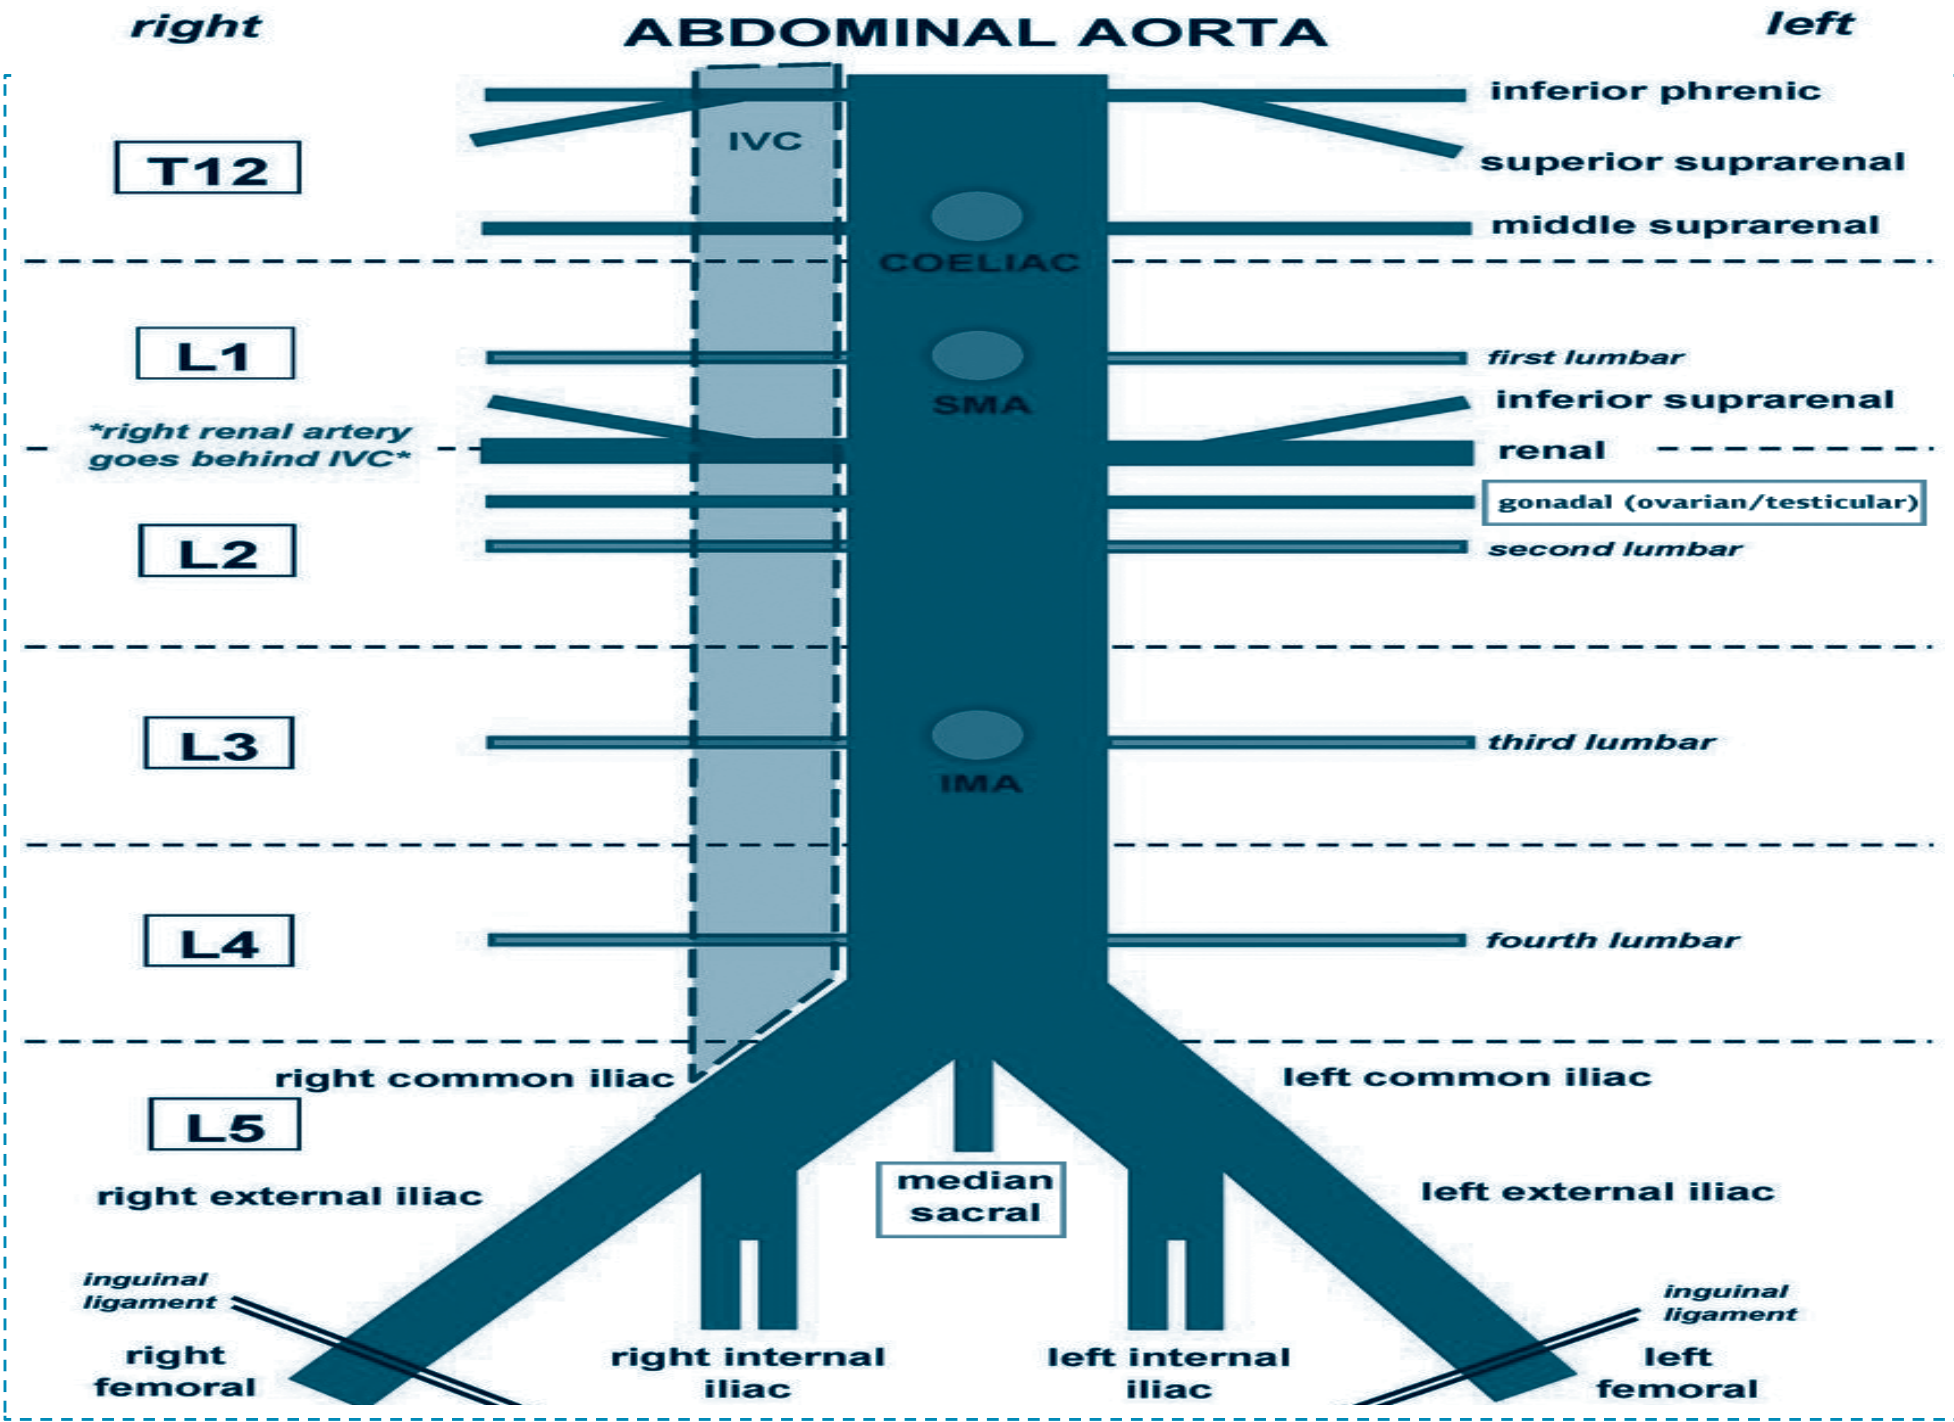 right
ABDOMINAL AORTA
left
inferior phrenic
IVC
T12
superior suprarenal
middle suprarenal
COELIAC
L1
first lumbar
SMA
inferior suprarenal
*right renal artery
goes behind IVC*
renal
gonadal (ovarian/testicular)
L2
second lumbar
L3
third lumbar
IMA
L4
fourth lumbar
right common iliac
left common iliac
L5
median
sacral
right external iliac
left external iliac
inguinal
ligament
inguinal
ligament
right
femoral
right internal
iliac
left internal
iliac
left
femoral